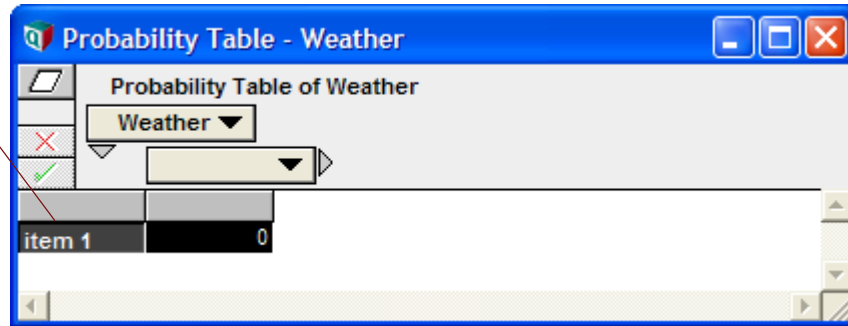 Probability Table - Weather
Probability Table of Weather
Weather
item 1 0